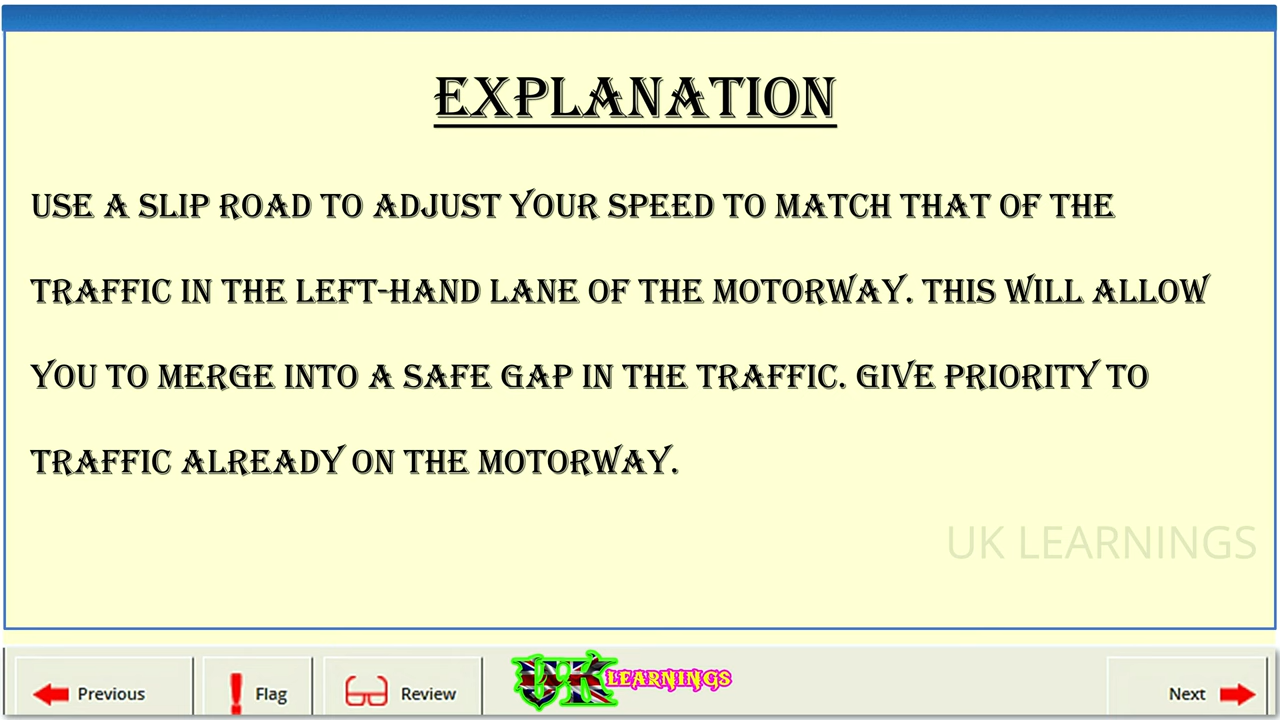 EXPLANATION
USE A SLIP ROAD TO ADJUST YOUR SPEED TO MATCH THAT OF THE
TRAFFIC IN THE LEFT-HAND LANE OF THE MOTORWAY. THIS WILL ALLOW
YOU TO MERGE INTO A SAFE GAP IN THE TRAFFIC. GIVE PRIORITY TO
TRAFFIC ALREADY ON THE MOTORWAY.
UK LEARNINGS
Previous
Flag
Review
UK LEARNINGS
Next